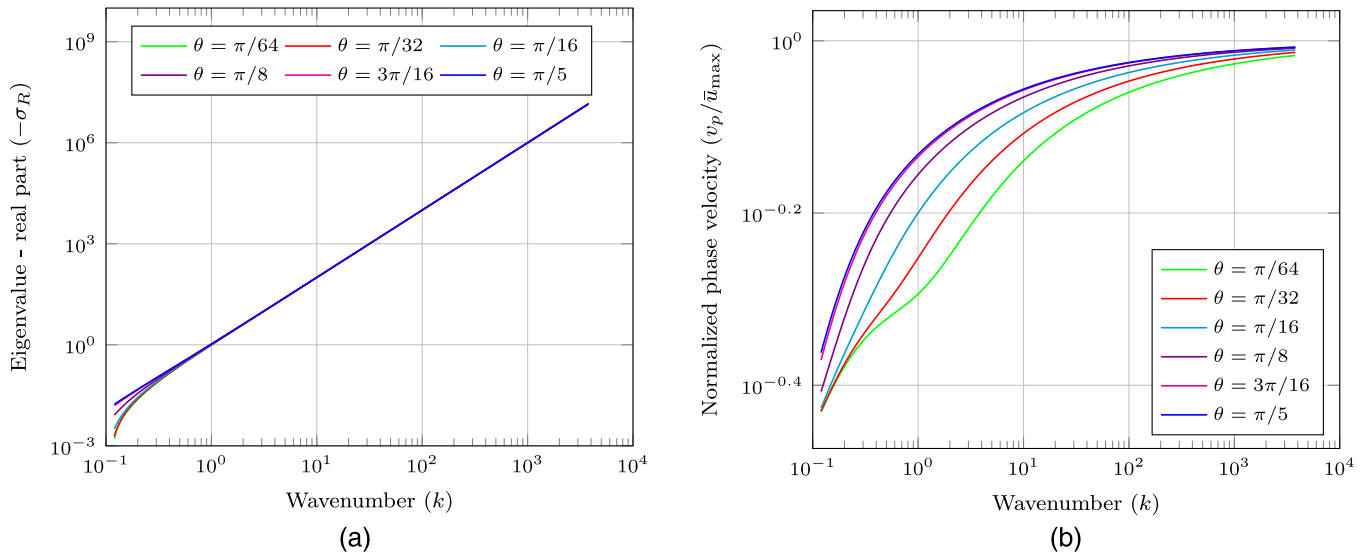 10^9
10^6
10^3
10^0
10^−3
Eigenvalue - real part (−σ_R)
θ = π/64 θ = π/32 θ = π/16
θ = π/8 θ = 3π/16 θ = π/5
10^−1 10^0 10^1 10^2 10^3 10^4
Wavenumber (k)
(a)
10^0
10^−0.2
10^−0.4
Normalized phase velocity (v_p/ū_max)
θ = π/64
θ = π/32
θ = π/16
θ = π/8
θ = 3π/16
θ = π/5
10^−1 10^0 10^1 10^2 10^3 10^4
Wavenumber (k)
(b)